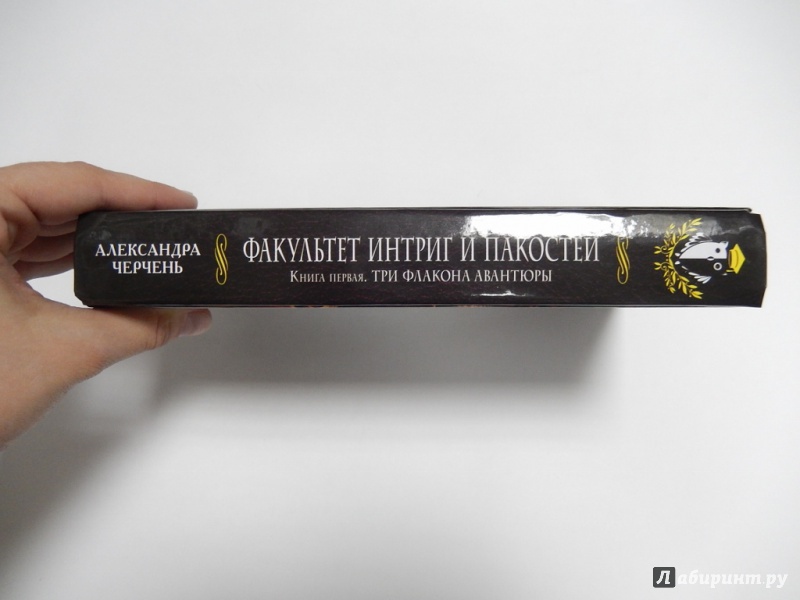 АЛЕКСАНДРА
ЧЕРЧЕНЬ
ФАКУЛЬТЕТ ИНТРИГ И ПАКОСТЕЙ
КНИГА ПЕРВАЯ. ТРИ ФЛАКОНА АВАНТЮРЫ
Лабиринт.ру